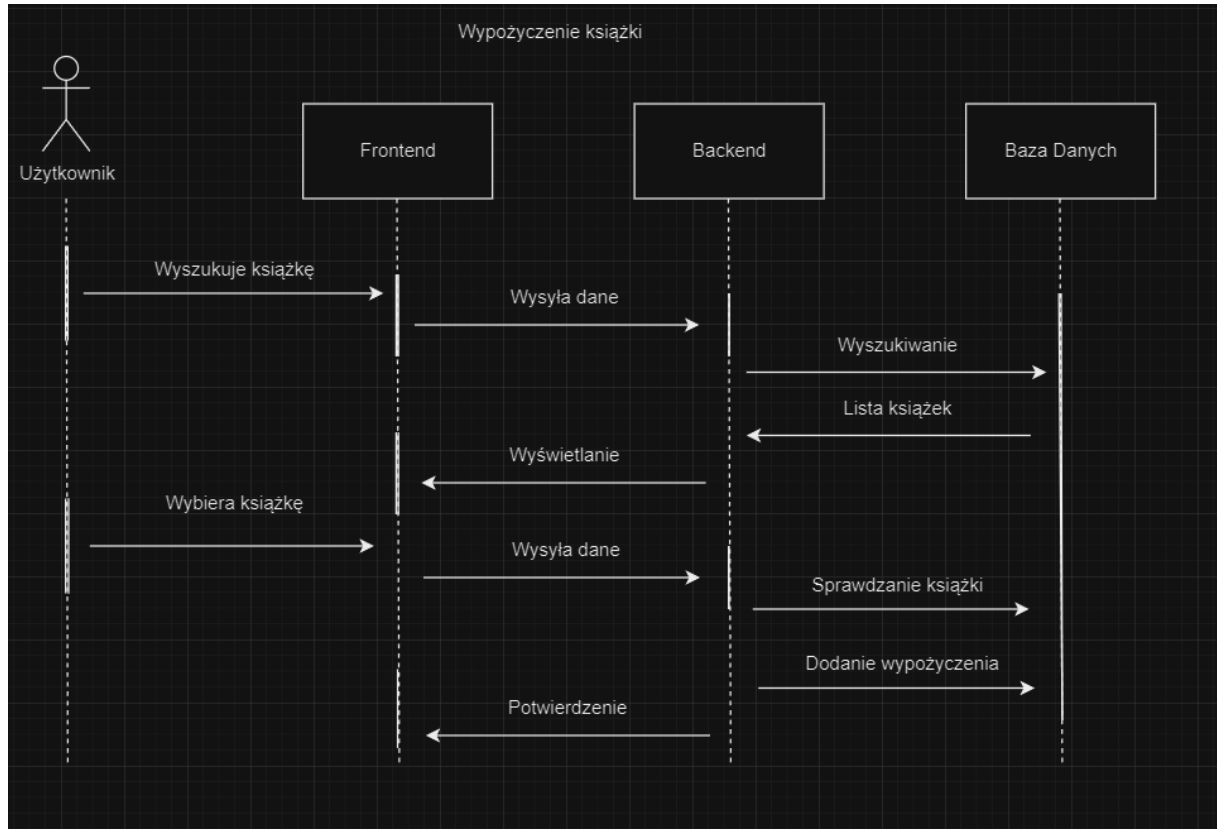 Wypożyczenie książki
Użytkownik
Frontend
Backend
Baza Danych
Wyszukuje książkę
Wysyła dane
Wyszukiwanie
Lista książek
Wyświetlanie
Wybiera książkę
Wysyła dane
Sprawdzanie książki
Dodanie wypożyczenia
Potwierdzenie